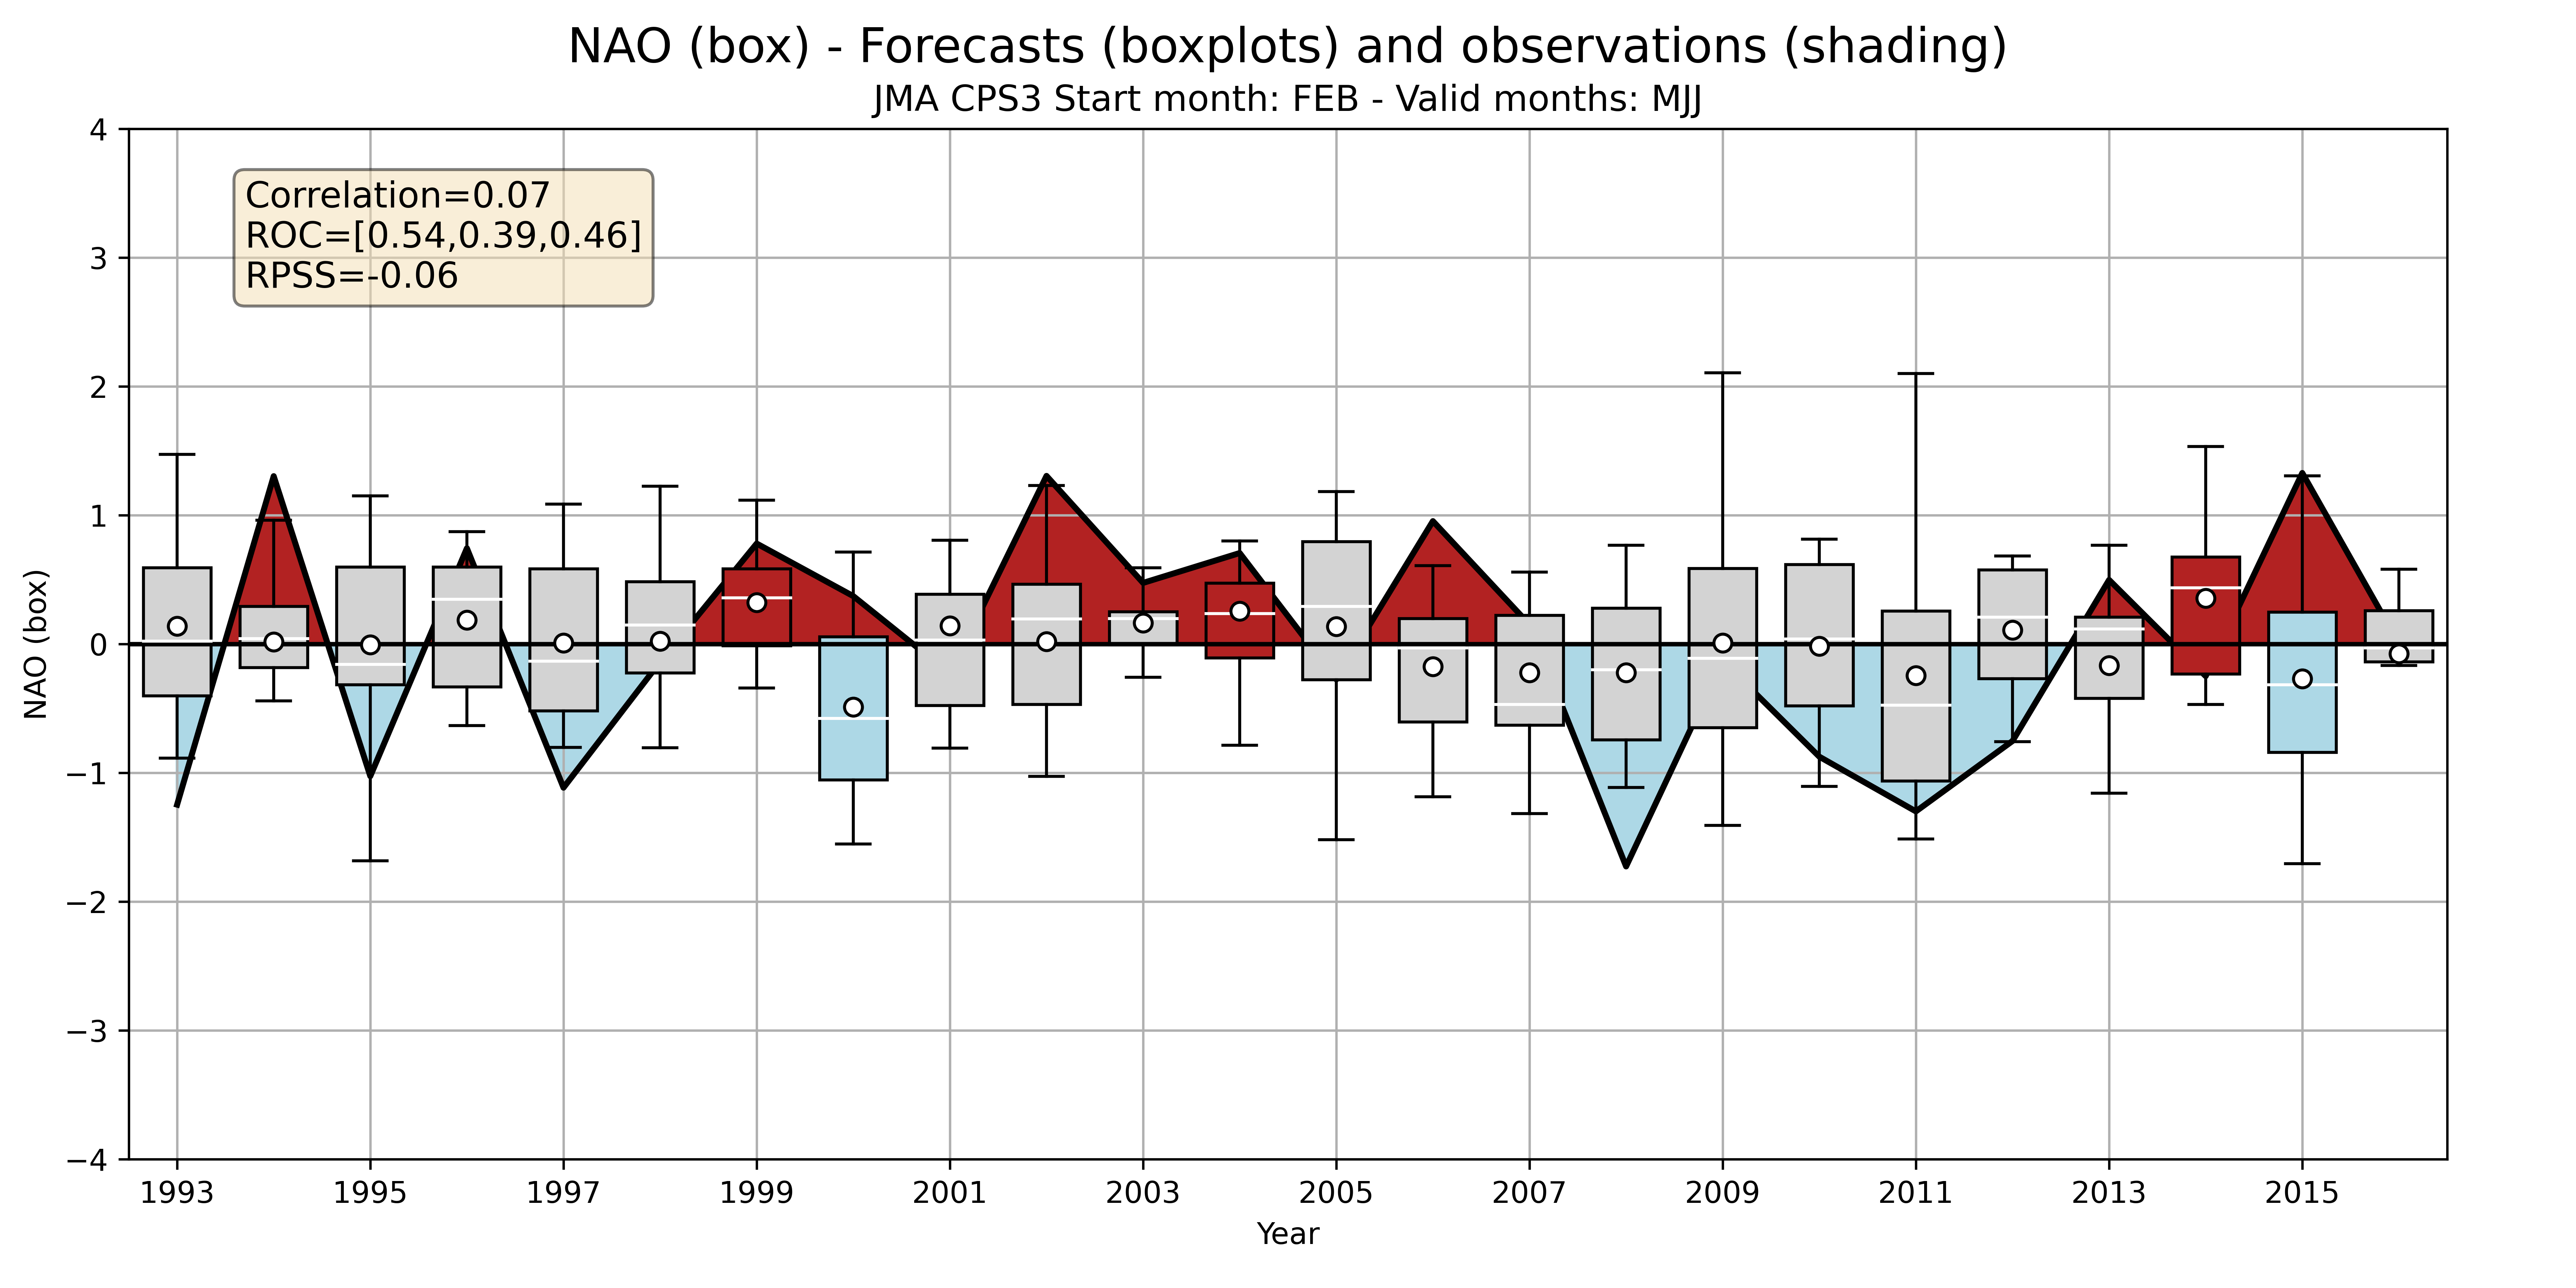 NAO (box) - Forecasts (boxplots) and observations (shading)
JMA CPS3 Start month: FEB - Valid months: MJJ
Correlation=0.07
ROC=[0.54,0.39,0.46]
RPSS=-0.06
NAO (box)
4
3
2
1
0
−1
−2
−3
−4
1993 1995 1997 1999 2001 2003 2005 2007 2009 2011 2013 2015
Year